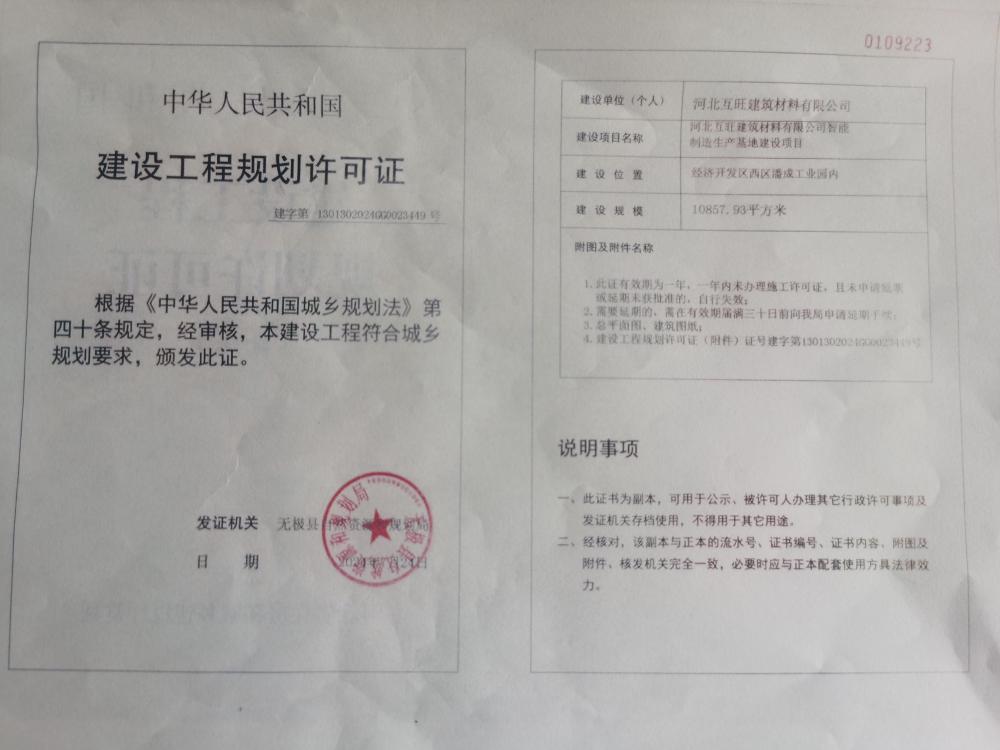 中华人民共和国
建设工程规划许可证
建字第 1301302024GG0023449 号
根据《中华人民共和国城乡规划法》第
四十条规定，经审核，本建设工程符合城乡
规划要求，颁发此证。
发证机关 无极县自然资源和规划局
日 期
0109223
建设单位（个人） 河北互旺建筑材料有限公司
建设项目名称 河北互旺建筑材料有限公司智能
制造生产基地建设项目
建设位置 经济开发区西区潘成工业园内
建设规模 10857.93平方米
附图及附件名称
1.此证有效期为一年，一年内未办理施工许可证，且未申请延期
或延期未获批准的，自行失效；
2.需要延期的，需在有效期届满三十日前向我局申请延期手续；
3.总平面图、建筑图纸；
4.建设工程规划许可证（附件）证号建字第1301302024GG0023449号
说明事项
一、此证书为副本，可用于公示、被许可人办理其它行政许可事项及
发证机关存档使用，不得用于其它用途。
二、经核对，该副本与正本的流水号、证书编号、证书内容、附图及
附件、核发机关完全一致，必要时应与正本配套使用方具法律效
力。